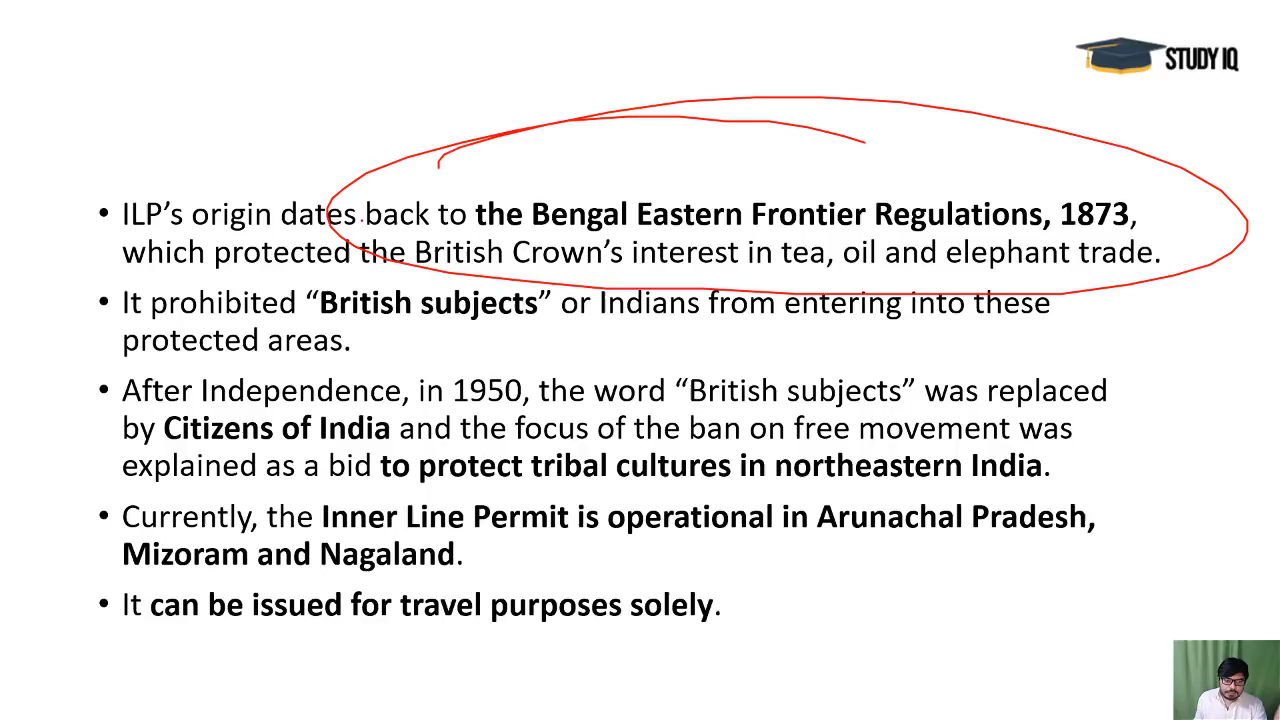 STUDY IQ
• ILP’s origin dates back to the Bengal Eastern Frontier Regulations, 1873,
which protected the British Crown’s interest in tea, oil and elephant trade.
• It prohibited “British subjects” or Indians from entering into these
protected areas.
• After Independence, in 1950, the word “British subjects” was replaced
by Citizens of India and the focus of the ban on free movement was
explained as a bid to protect tribal cultures in northeastern India.
• Currently, the Inner Line Permit is operational in Arunachal Pradesh,
Mizoram and Nagaland.
• It can be issued for travel purposes solely.